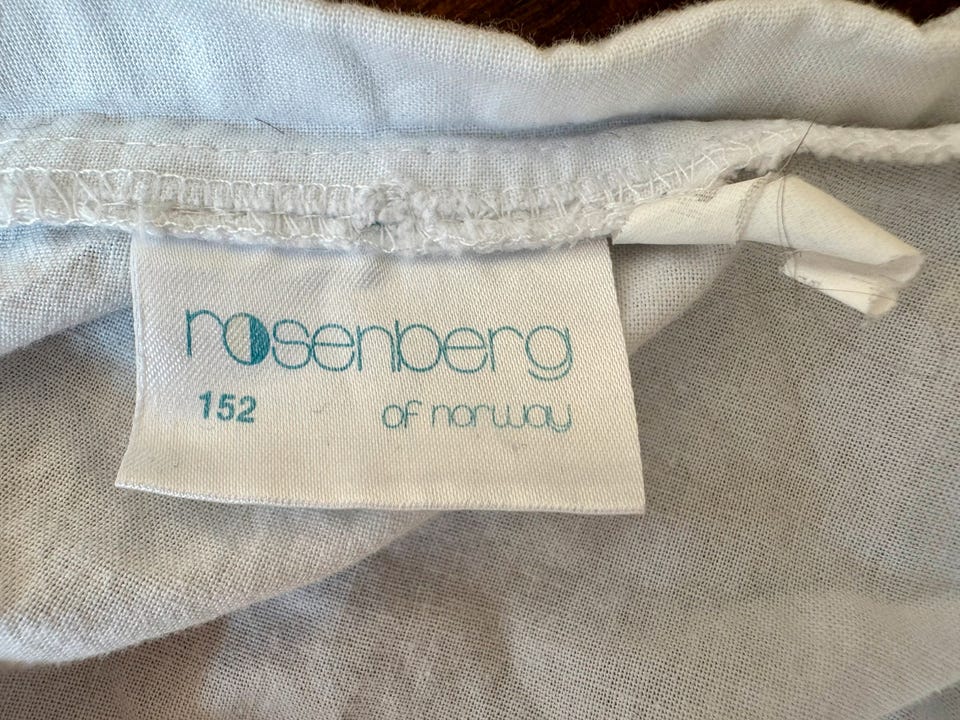 rosenberg
152 of norway